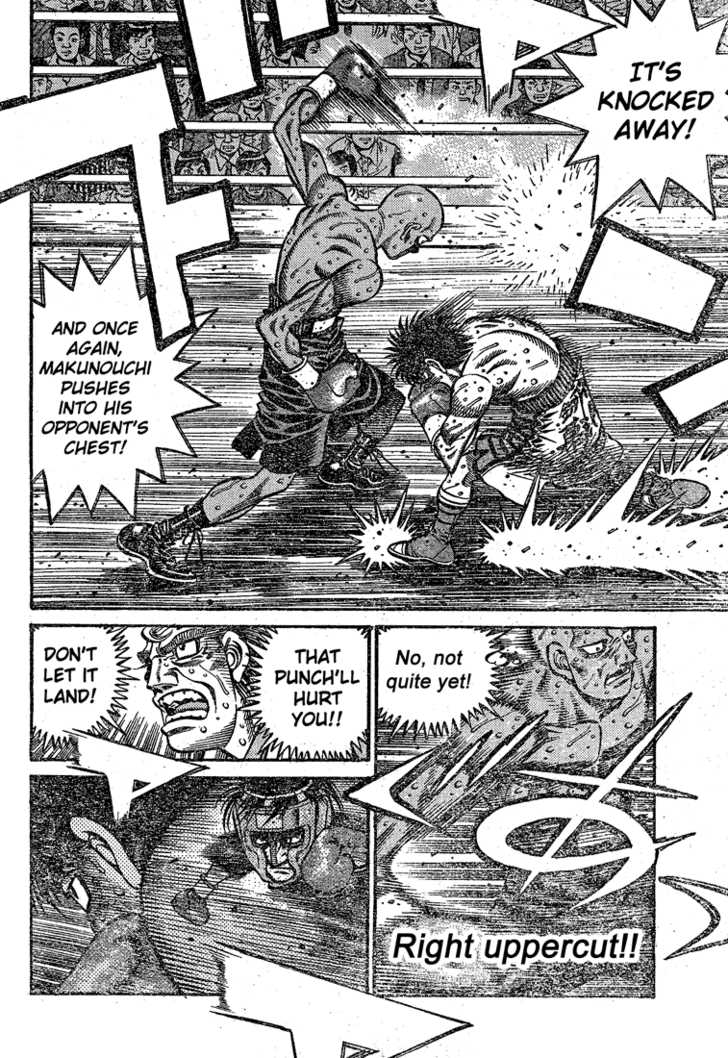 IT'S
KNOCKED
AWAY!
AND ONCE
AGAIN,
MAKUNOUCHI
PUSHES
INTO HIS
OPPONENT'S
CHEST!
DON'T
LET IT
LAND!
THAT
PUNCH'LL
HURT
YOU!!
No, not
quite yet!
Right uppercut!!